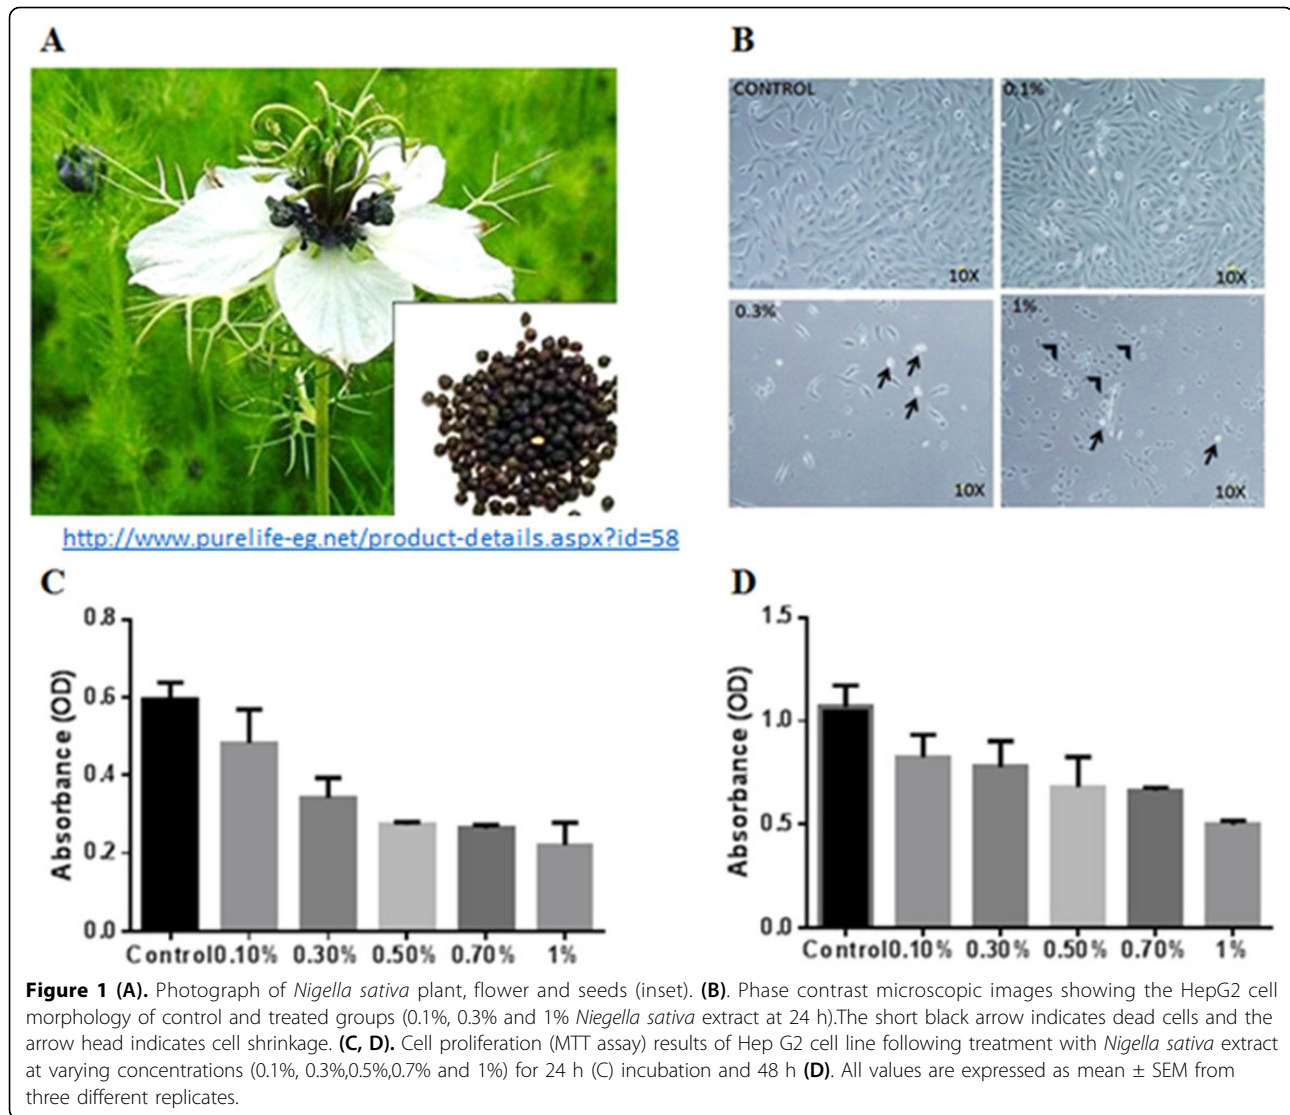 A
B
CONTROL
0.1%
10X
10X
0.3%
1%
10X
10X
http://www.purelife-eg.net/product-details.aspx?id=58
C
D
0.8
0.6
0.4
0.2
0.0
Absorbance (OD)
Control 0.10% 0.30% 0.50% 0.70% 1%
1.5
1.0
0.5
0.0
Absorbance (OD)
Control 0.10% 0.30% 0.50% 0.70% 1%
Figure 1 (A). Photograph of Nigella sativa plant, flower and seeds (inset). (B). Phase contrast microscopic images showing the HepG2 cell
morphology of control and treated groups (0.1%, 0.3% and 1% Niegella sativa extract at 24 h).The short black arrow indicates dead cells and the
arrow head indicates cell shrinkage. (C, D). Cell proliferation (MTT assay) results of Hep G2 cell line following treatment with Nigella sativa extract
at varying concentrations (0.1%, 0.3%,0.5%,0.7% and 1%) for 24 h (C) incubation and 48 h (D). All values are expressed as mean ± SEM from
three different replicates.